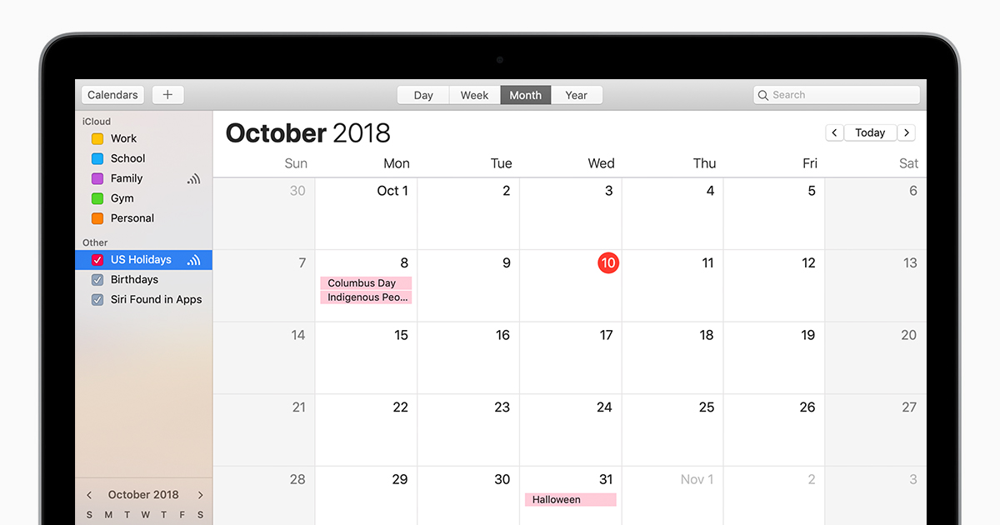 Calendars + Day Week Month Year Search
iCloud
Work
School
Family
Gym
Personal
Other
US Holidays
Birthdays
Siri Found in Apps
October 2018
S M T W T F S
October 2018
Today
Sun Mon Tue Wed Thu Fri Sat
30 Oct 1 2 3 4 5 6
7 8 9 10 11 12 13
Columbus Day
Indigenous Peo...
14 15 16 17 18 19 20
21 22 23 24 25 26 27
28 29 30 31 Nov 1 2 3
Halloween